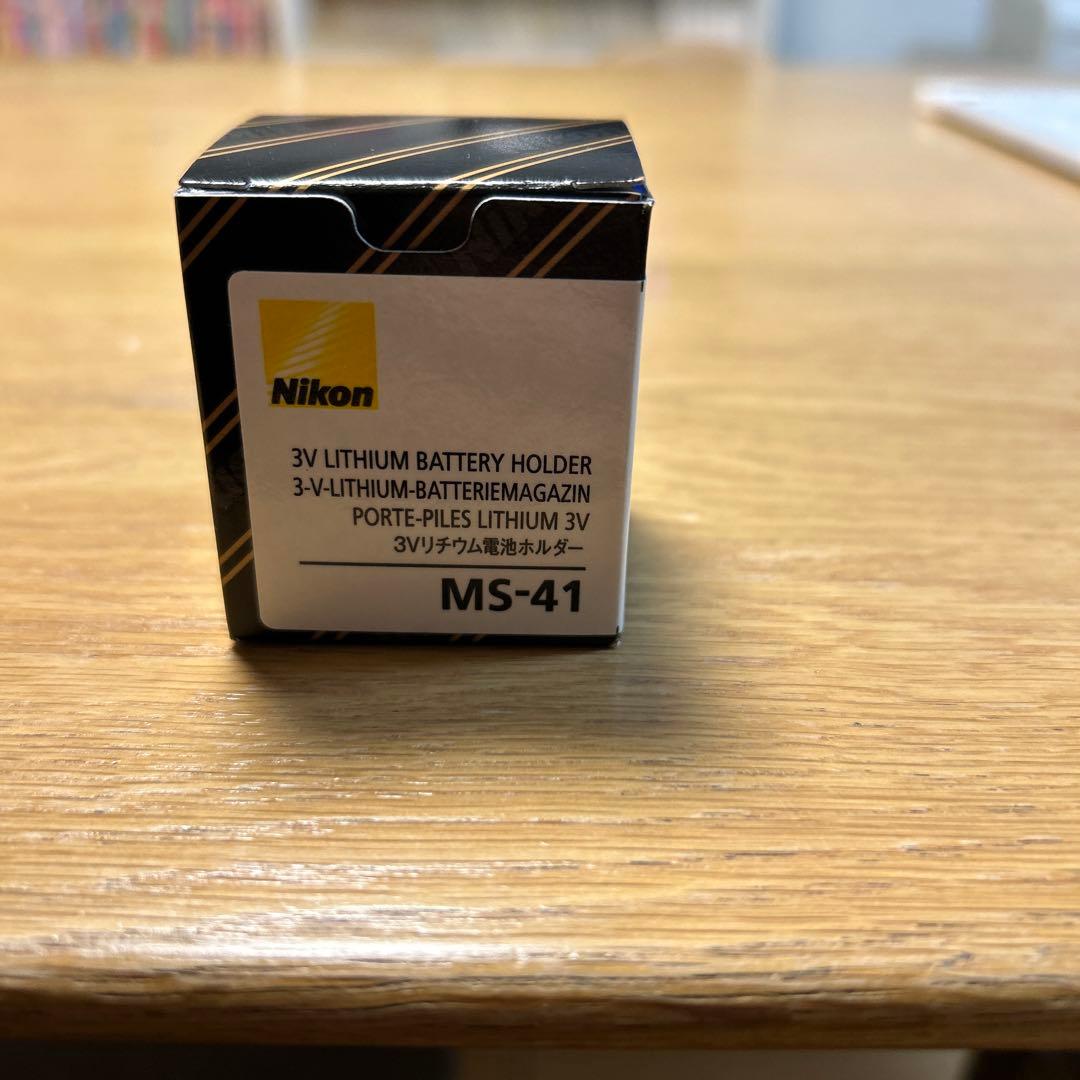 Nikon
3V LITHIUM BATTERY HOLDER
3-V-LITHIUM-BATTERIEMAGAZIN
PORTE-PILES LITHIUM 3V
3Vリチウム電池ホルダー
MS-41